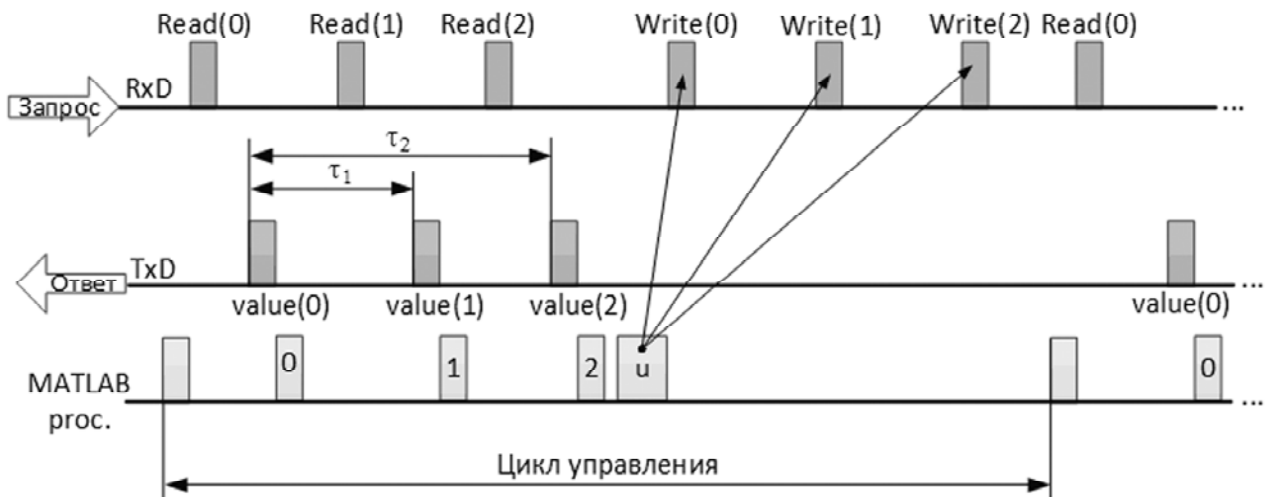 Read(0) Read(1) Read(2) Write(0) Write(1) Write(2) Read(0)
RxD
Запрос
...
τ2
τ1
TxD
Ответ
...
value(0) value(1) value(2) value(0)
0 1 2 u 0
MATLAB
proc.
...
Цикл управления